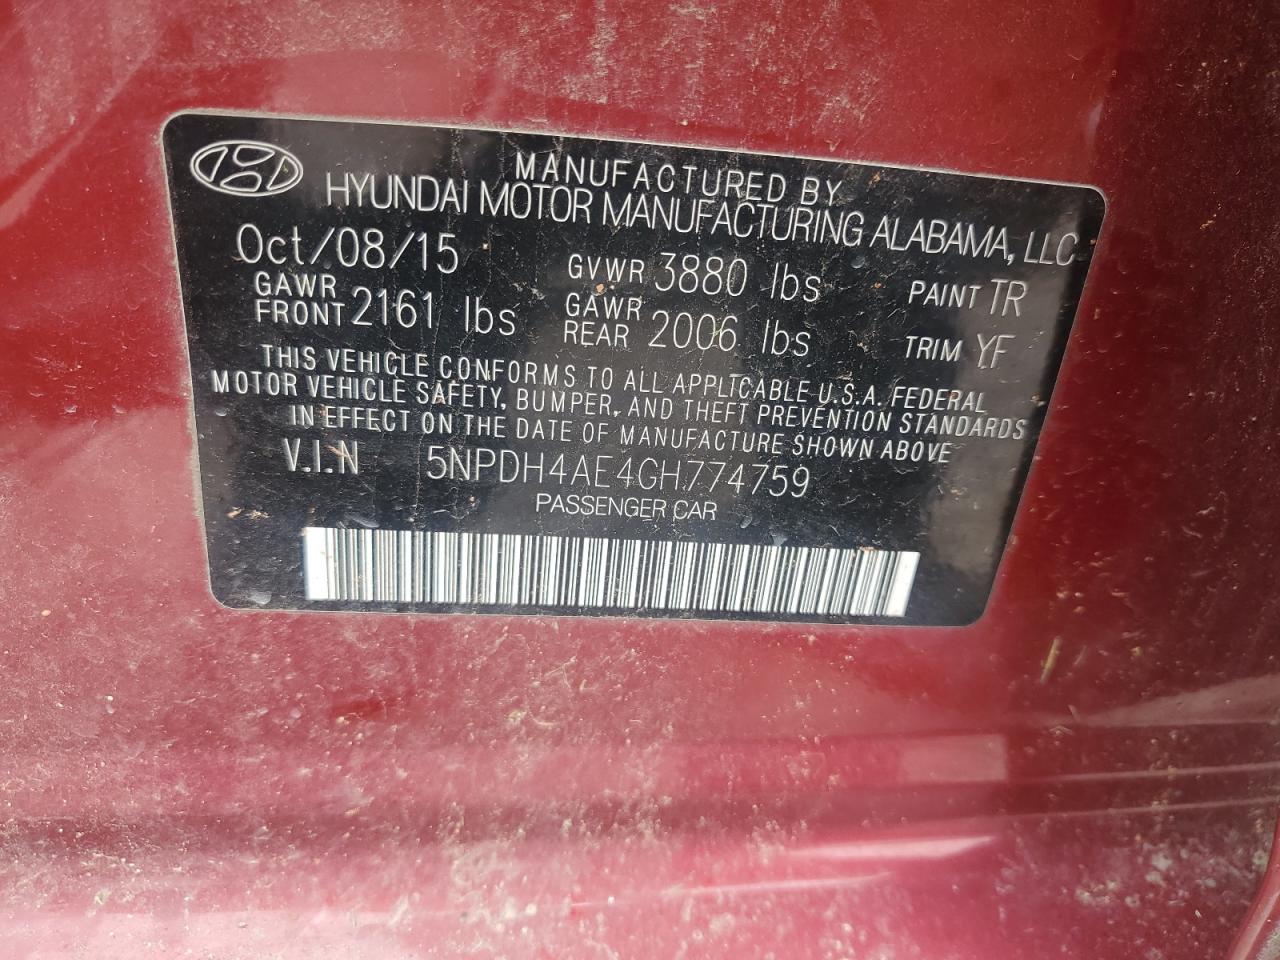 MANUFACTURED BY
HYUNDAI MOTOR MANUFACTURING ALABAMA, LLC
Oct/08/15 GVWR 3880 lbs PAINT TR
GAWR FRONT 2161 lbs GAWR REAR 2006 lbs TRIM YF
THIS VEHICLE CONFORMS TO ALL APPLICABLE U.S.A. FEDERAL
MOTOR VEHICLE SAFETY, BUMPER, AND THEFT PREVENTION STANDARDS
IN EFFECT ON THE DATE OF MANUFACTURE SHOWN ABOVE
V.I.N 5NPDH4AE4GH774759
PASSENGER CAR